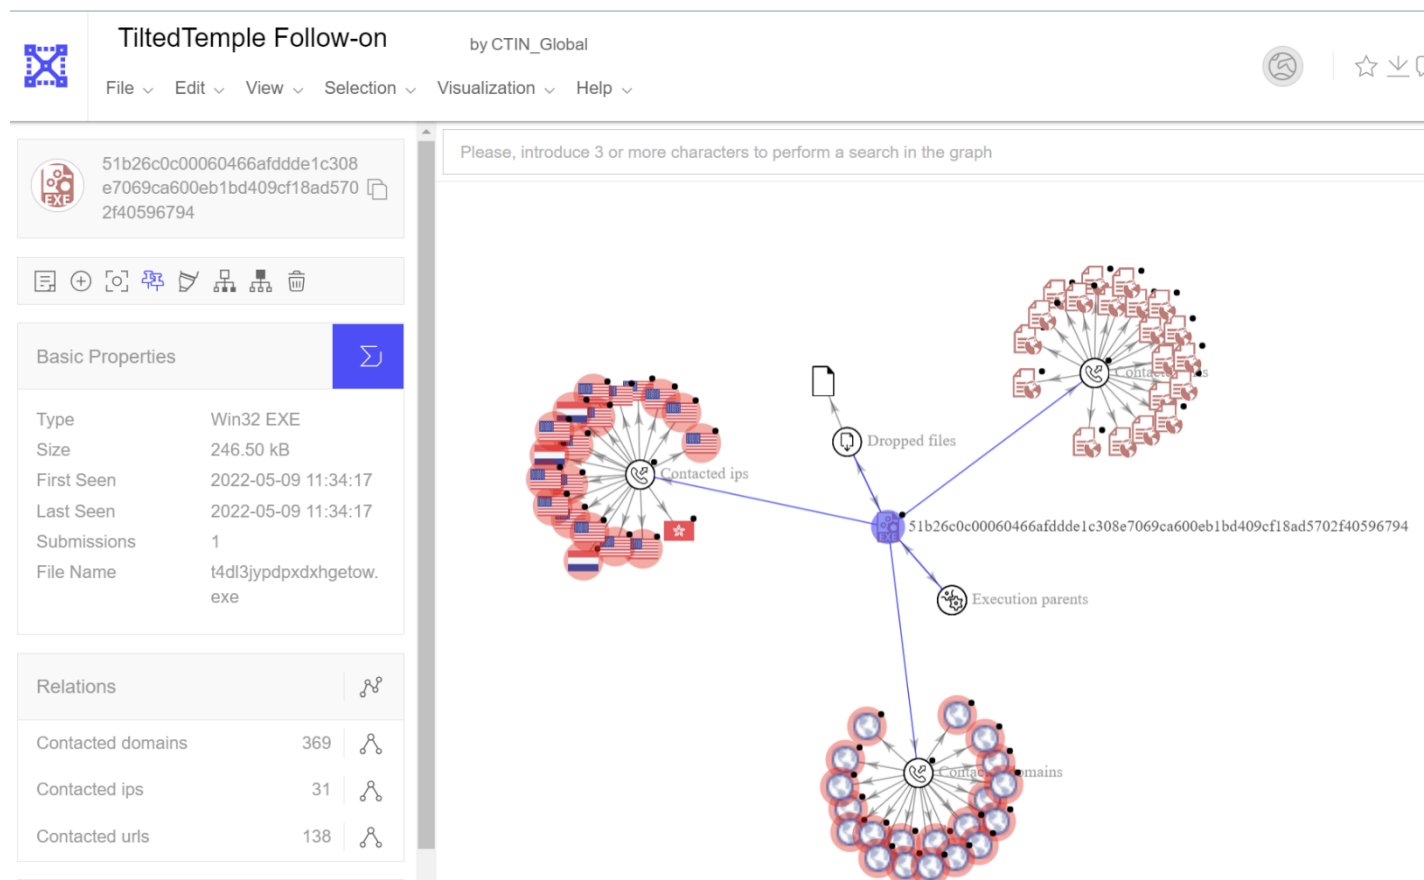 TiltedTemple Follow-on
by CTIN_Global
File
Edit
View
Selection
Visualization
Help
51b26c0c00060466afddde1c308
e7069ca600eb1bd409cf18ad570
2f40596794
EXE
Basic Properties
Type Win32 EXE
Size 246.50 kB
First Seen 2022-05-09 11:34:17
Last Seen 2022-05-09 11:34:17
Submissions 1
File Name t4dl3jypdpxdxhgetow.
exe
Relations
Contacted domains 369
Contacted ips 31
Contacted urls 138
Please, introduce 3 or more characters to perform a search in the graph
Contacted ips
Dropped files
51b26c0c00060466afddde1c308e7069ca600eb1bd409cf18ad5702f40596794
EXE
Execution parents